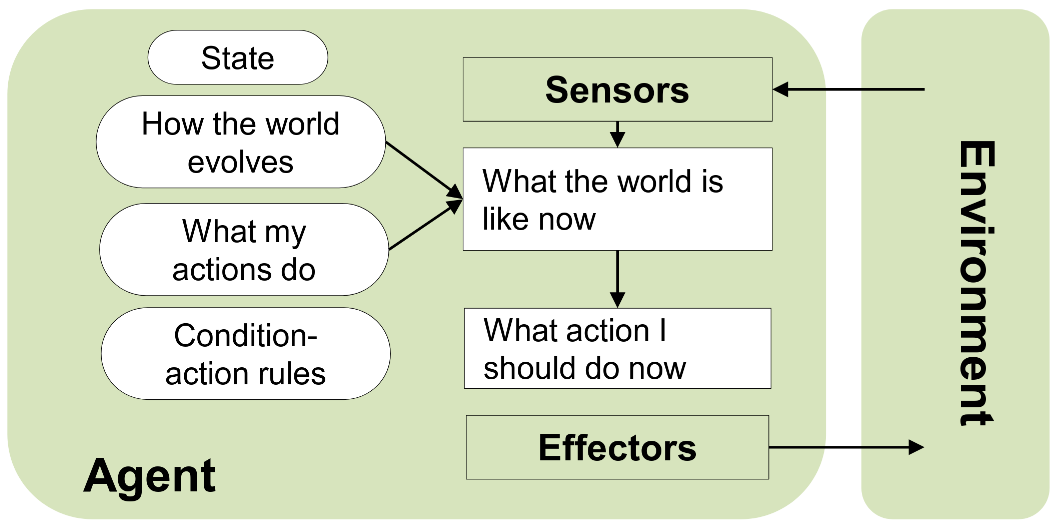 State
How the world
evolves
What my
actions do
Condition-
action rules
Sensors
What the world is
like now
What action I
should do now
Effectors
Agent
Environment